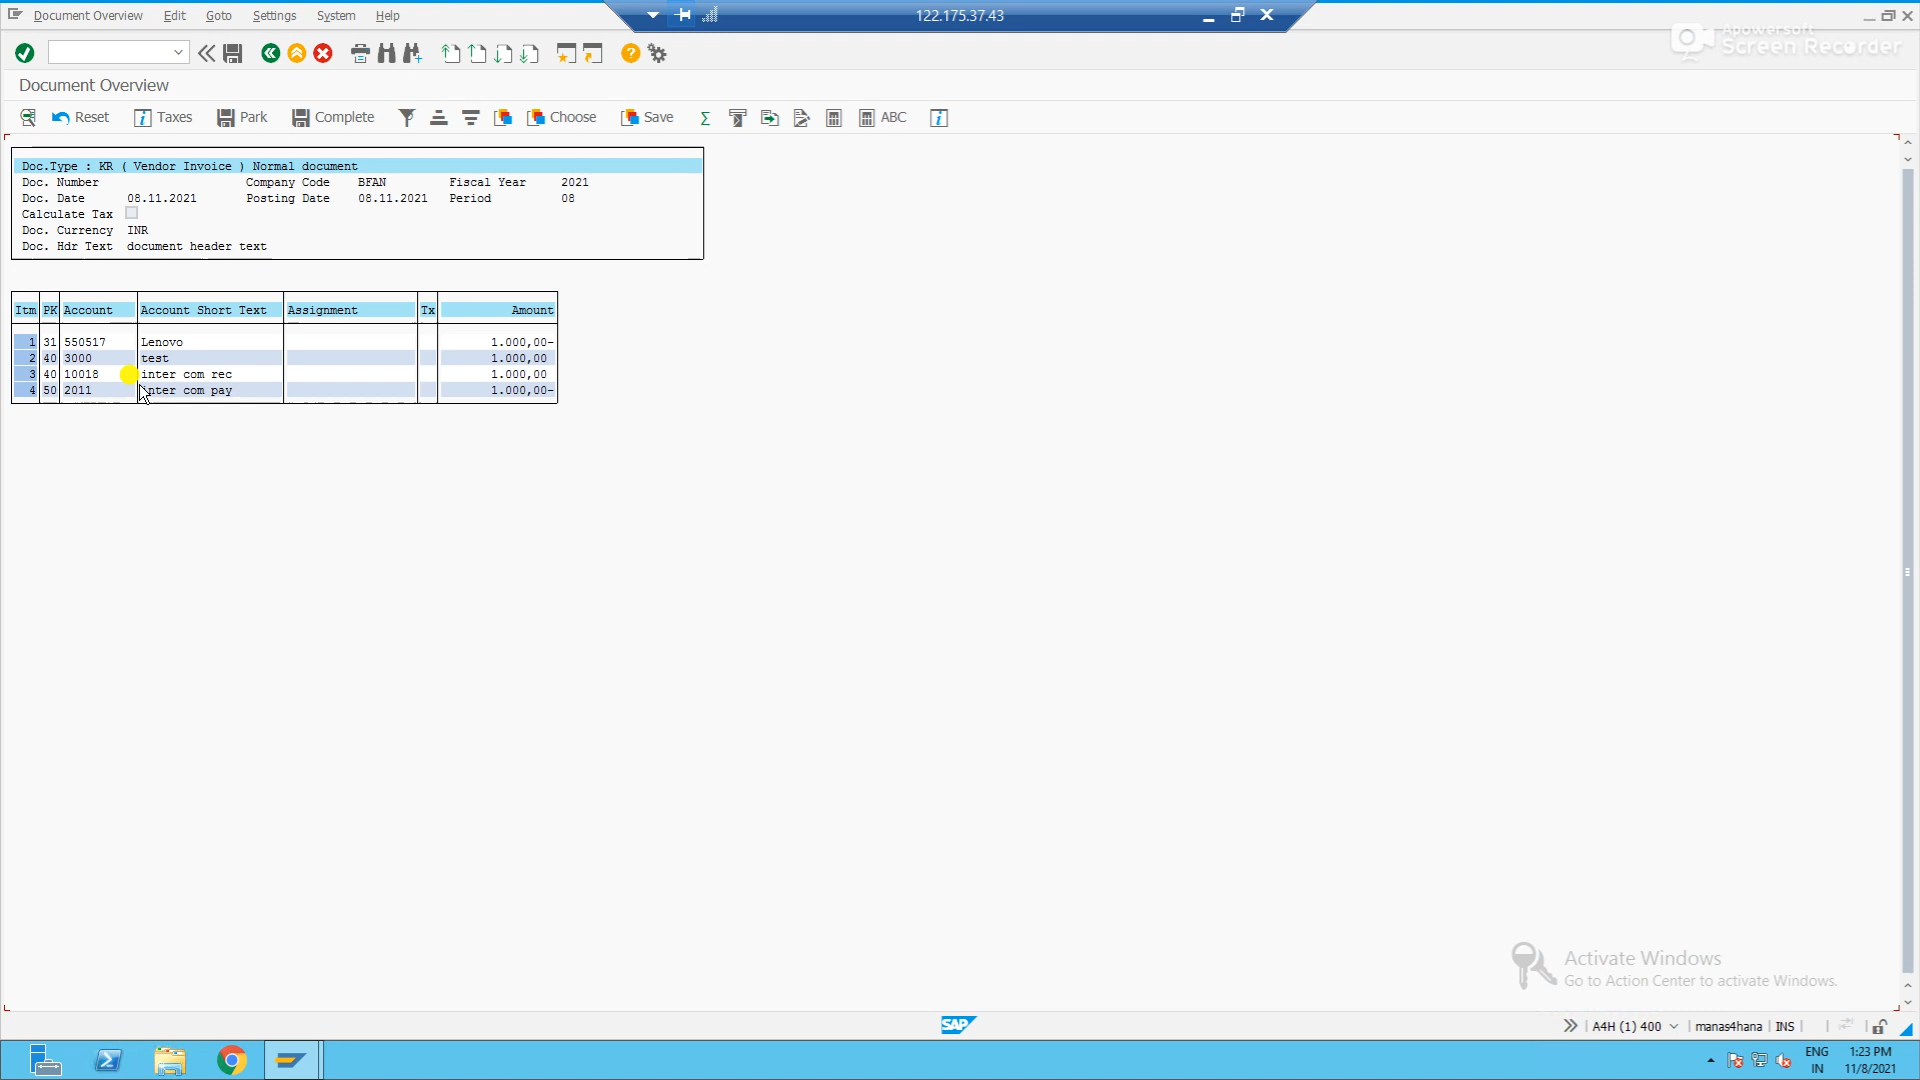 Document Overview Edit Goto Settings System Help
122.175.37.43
Apowersoft
Screen Recorder
Document Overview
Reset Taxes Park Complete Choose Save Σ ABC
Doc.Type : KR ( Vendor Invoice ) Normal document
Doc. Number Company Code BFAN Fiscal Year 2021
Doc. Date 08.11.2021 Posting Date 08.11.2021 Period 08
Calculate Tax
Doc. Currency INR
Doc. Hdr Text document header text
Itm PK Account Account Short Text Assignment Tx Amount
1 31 550517 Lenovo 1.000,00-
2 40 3000 test 1.000,00
3 40 10018 inter com rec 1.000,00
4 50 2011 inter com pay 1.000,00-
Activate Windows
Go to Action Center to activate Windows.
SAP
A4H (1) 400 manas4hana INS
ENG 1:23 PM
IN 11/8/2021